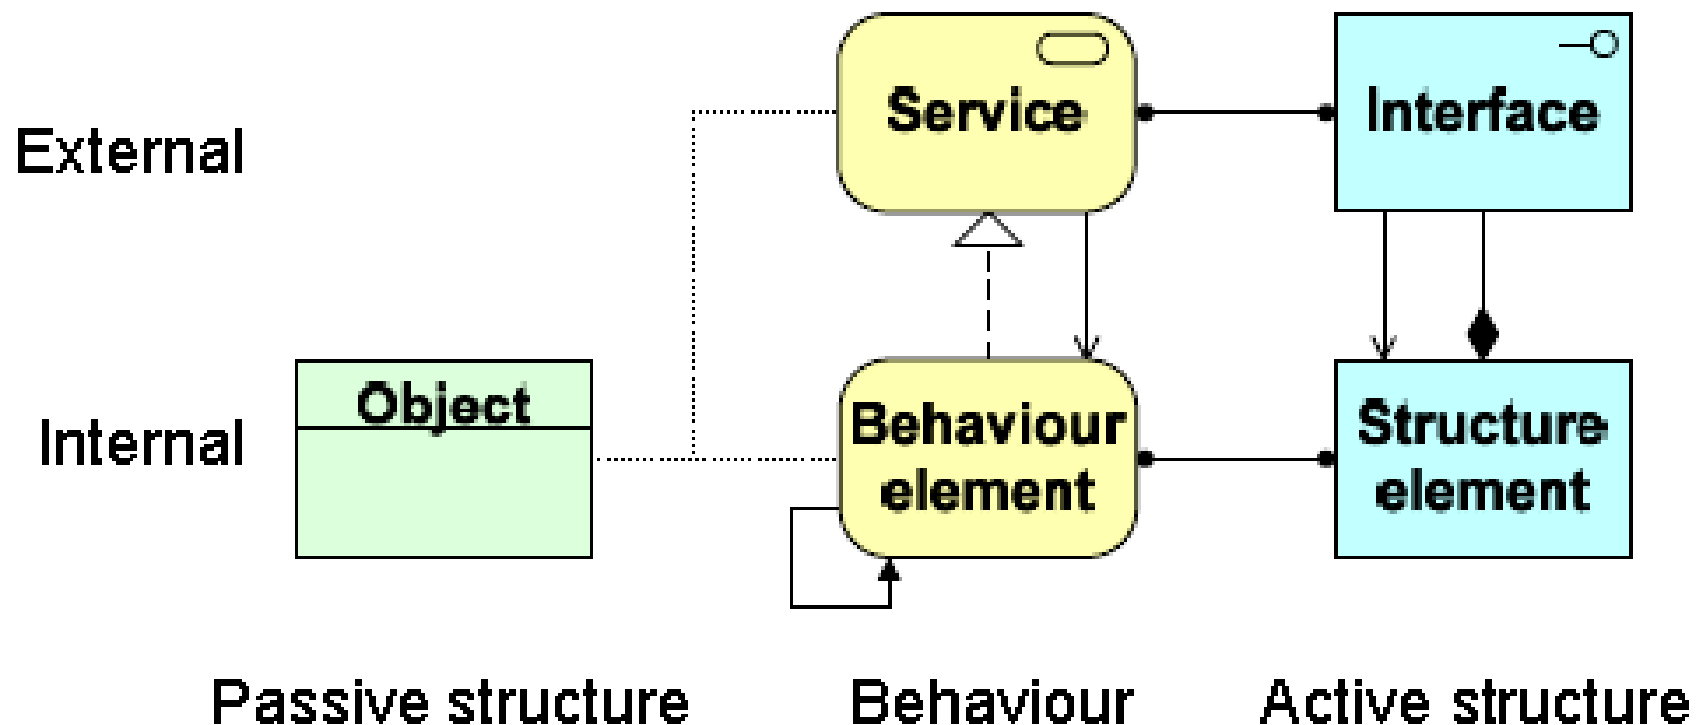 External
Service
Interface
Internal
Object
Behaviour
element
Structure
element
Passive structure
Behaviour
Active structure